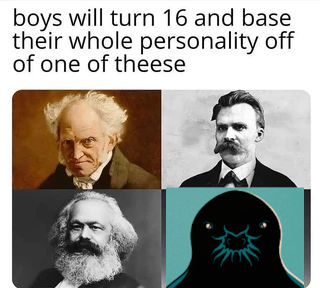 boys will turn 16 and base
their whole personality off
of one of theese